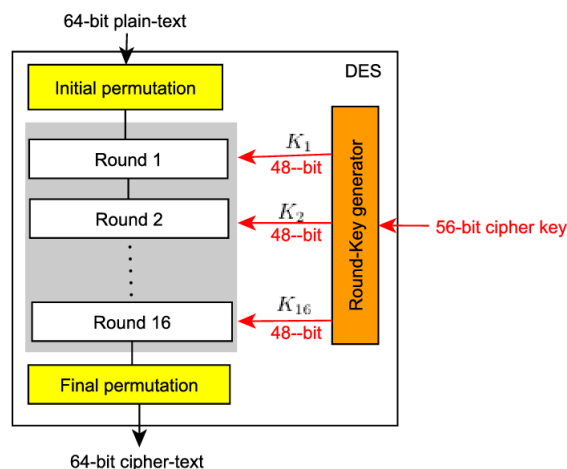 64-bit plain-text
DES
Initial permutation
Round 1
K₁
48--bit
Round 2
K₂
48--bit
Round-Key generator
56-bit cipher key
Round 16
K₁₆
48--bit
Final permutation
64-bit cipher-text